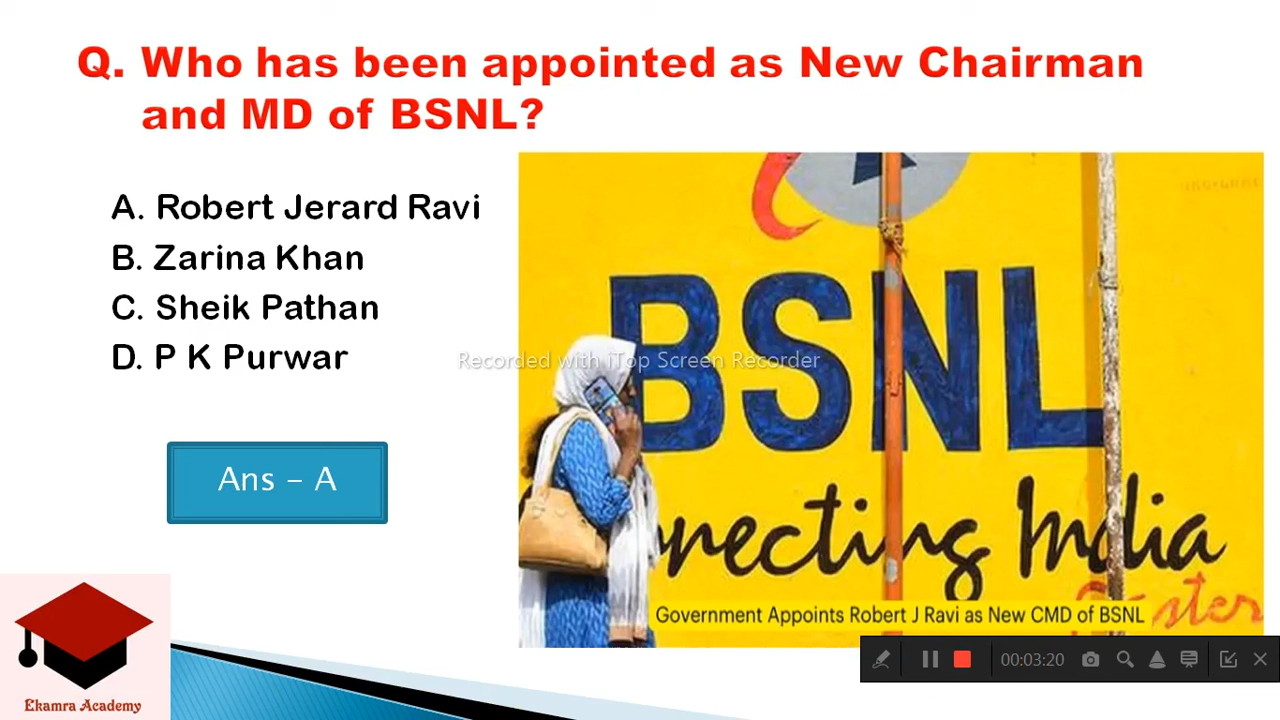 Q. Who has been appointed as New Chairman
and MD of BSNL?
A. Robert Jerard Ravi
B. Zarina Khan
C. Sheik Pathan
D. P K Purwar
Ans – A
BSNL
Connecting India
Government Appoints Robert J Ravi as New CMD of BSNL
Recorded with iTop Screen Recorder
Ekamra Academy
00:03:20